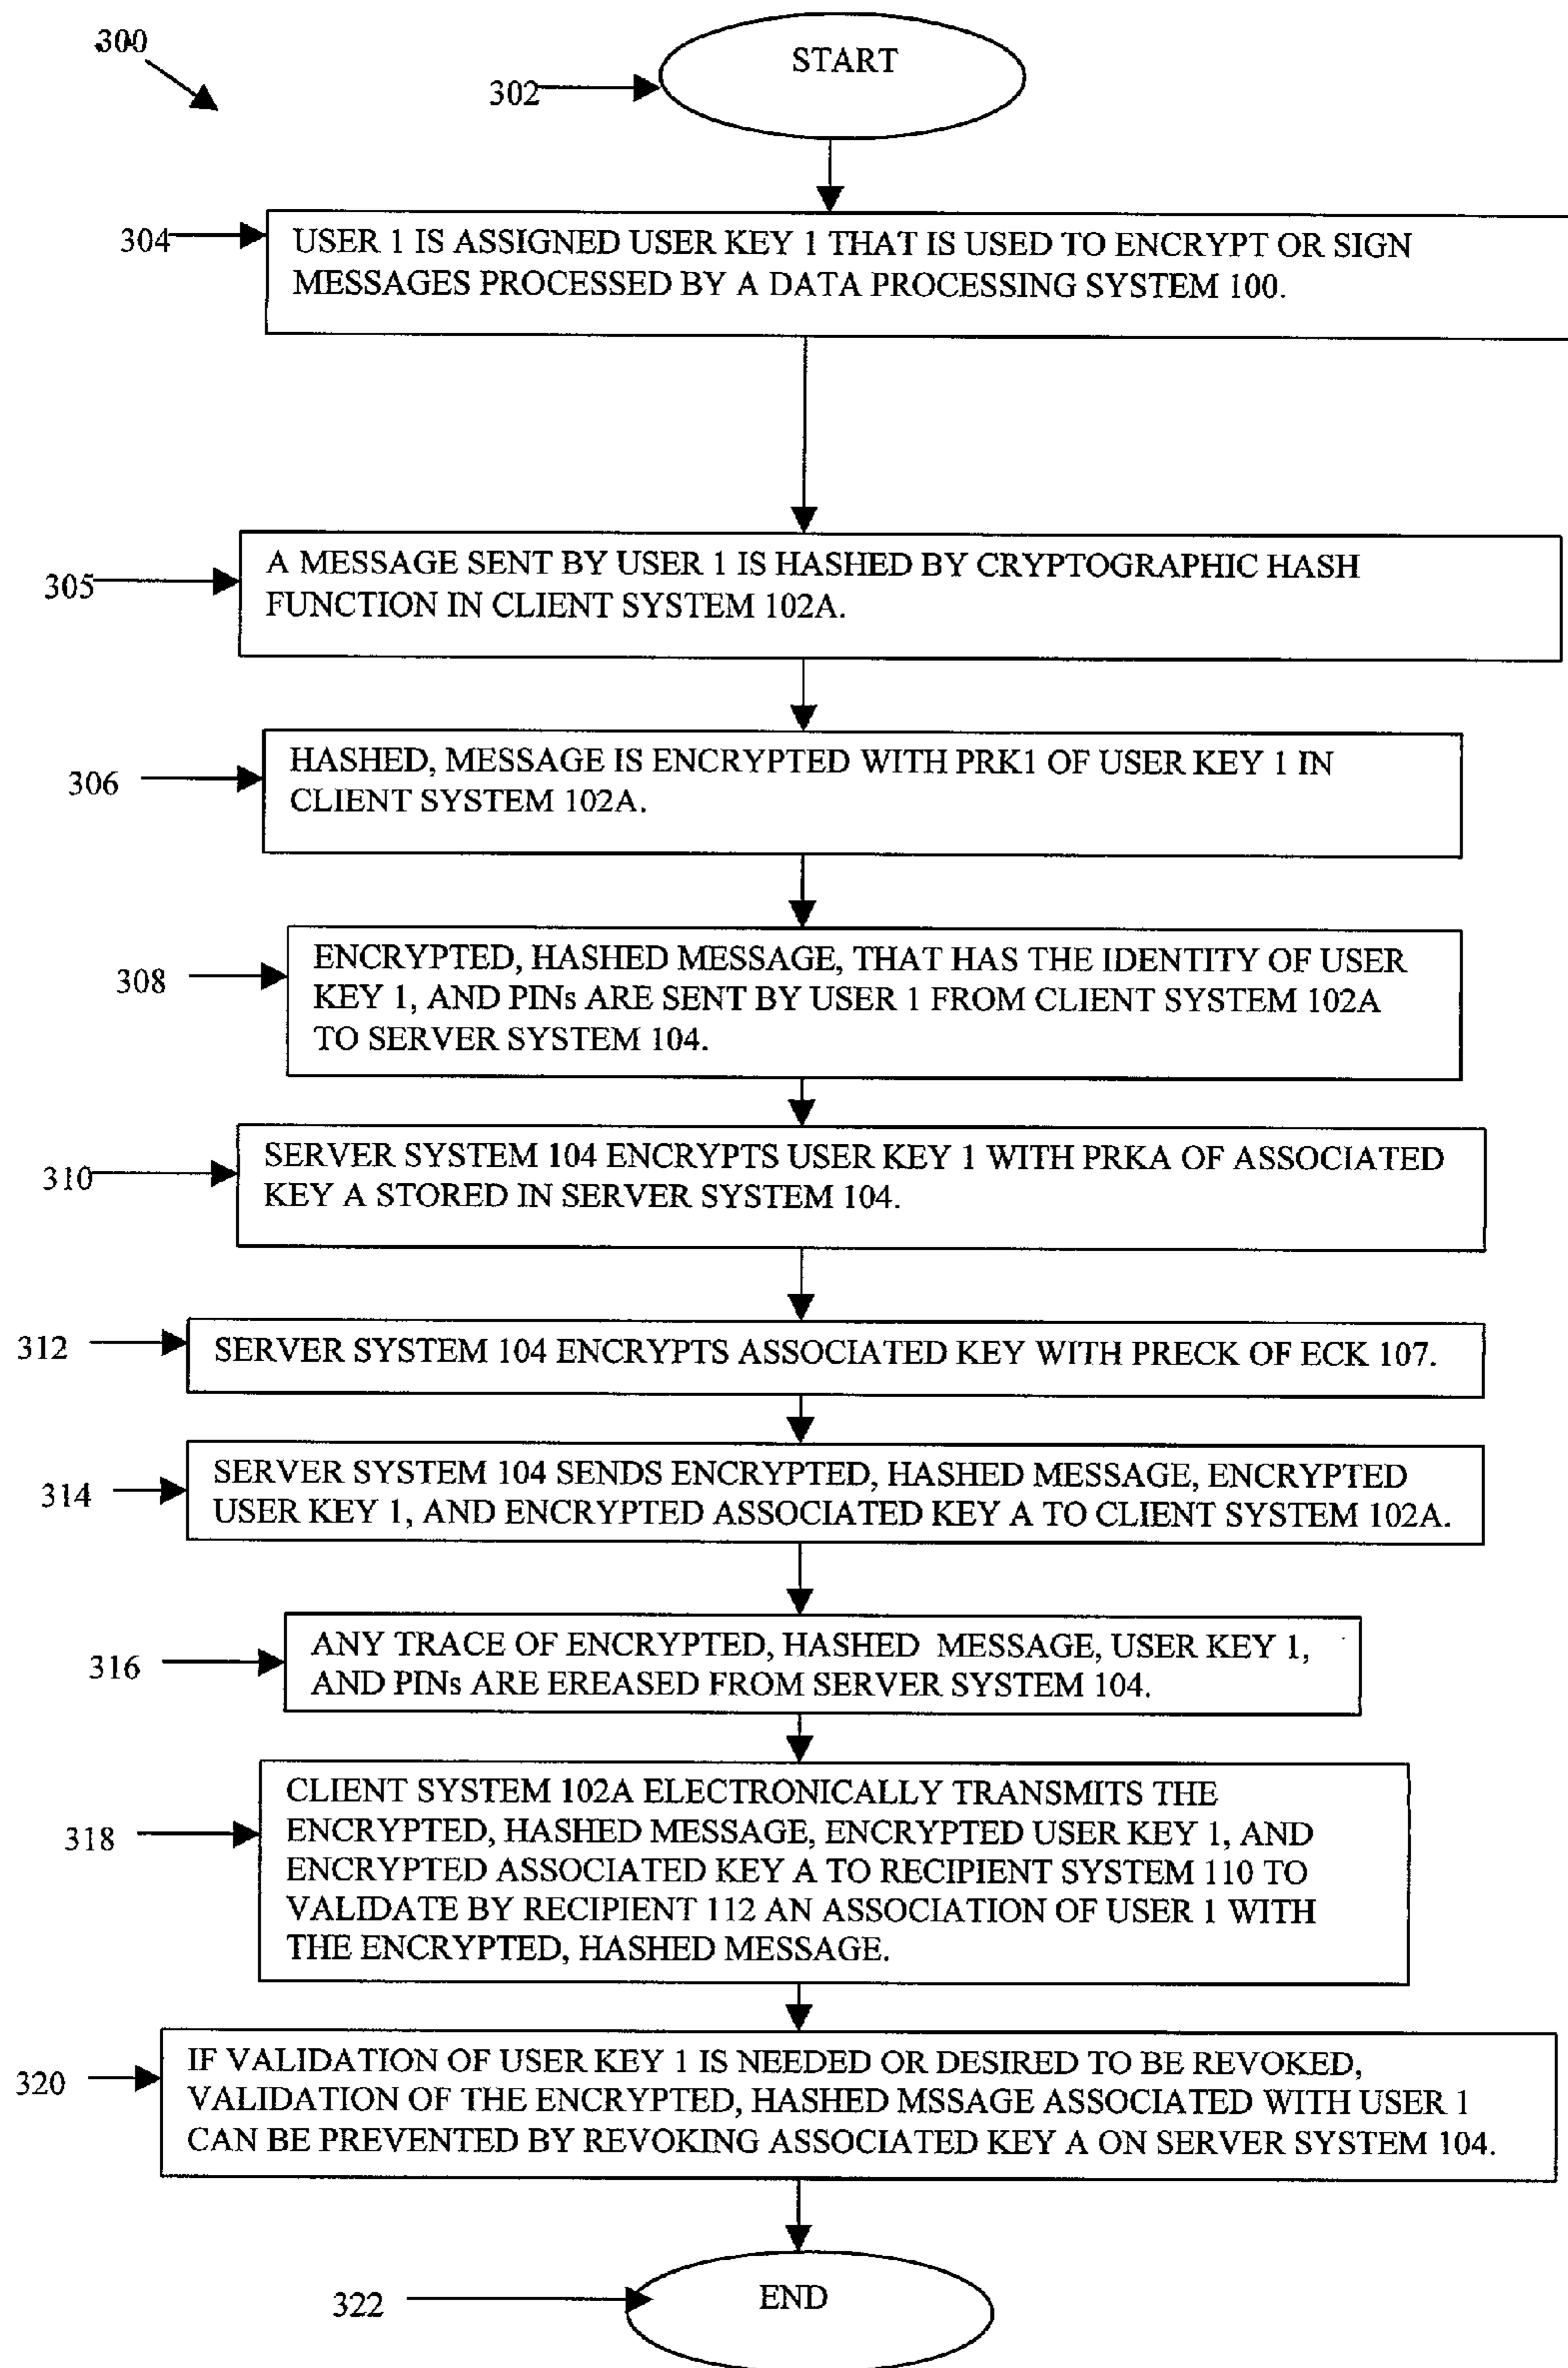 300
302
START
304
USER 1 IS ASSIGNED USER KEY 1 THAT IS USED TO ENCRYPT OR SIGN
MESSAGES PROCESSED BY A DATA PROCESSING SYSTEM 100.
305
A MESSAGE SENT BY USER 1 IS HASHED BY CRYPTOGRAPHIC HASH
FUNCTION IN CLIENT SYSTEM 102A.
306
HASHED, MESSAGE IS ENCRYPTED WITH PRK1 OF USER KEY 1 IN
CLIENT SYSTEM 102A.
308
ENCRYPTED, HASHED MESSAGE, THAT HAS THE IDENTITY OF USER
KEY 1, AND PINs ARE SENT BY USER 1 FROM CLIENT SYSTEM 102A
TO SERVER SYSTEM 104.
310
SERVER SYSTEM 104 ENCRYPTS USER KEY 1 WITH PRKA OF ASSOCIATED
KEY A STORED IN SERVER SYSTEM 104.
312
SERVER SYSTEM 104 ENCRYPTS ASSOCIATED KEY WITH PRECK OF ECK 107.
314
SERVER SYSTEM 104 SENDS ENCRYPTED, HASHED MESSAGE, ENCRYPTED
USER KEY 1, AND ENCRYPTED ASSOCIATED KEY A TO CLIENT SYSTEM 102A.
316
ANY TRACE OF ENCRYPTED, HASHED MESSAGE, USER KEY 1,
AND PINs ARE EREASED FROM SERVER SYSTEM 104.
318
CLIENT SYSTEM 102A ELECTRONICALLY TRANSMITS THE
ENCRYPTED, HASHED MESSAGE, ENCRYPTED USER KEY 1, AND
ENCRYPTED ASSOCIATED KEY A TO RECIPIENT SYSTEM 110 TO
VALIDATE BY RECIPIENT 112 AN ASSOCIATION OF USER 1 WITH
THE ENCRYPTED, HASHED MESSAGE.
320
IF VALIDATION OF USER KEY 1 IS NEEDED OR DESIRED TO BE REVOKED,
VALIDATION OF THE ENCRYPTED, HASHED MSSAGE ASSOCIATED WITH USER 1
CAN BE PREVENTED BY REVOKING ASSOCIATED KEY A ON SERVER SYSTEM 104.
322
END